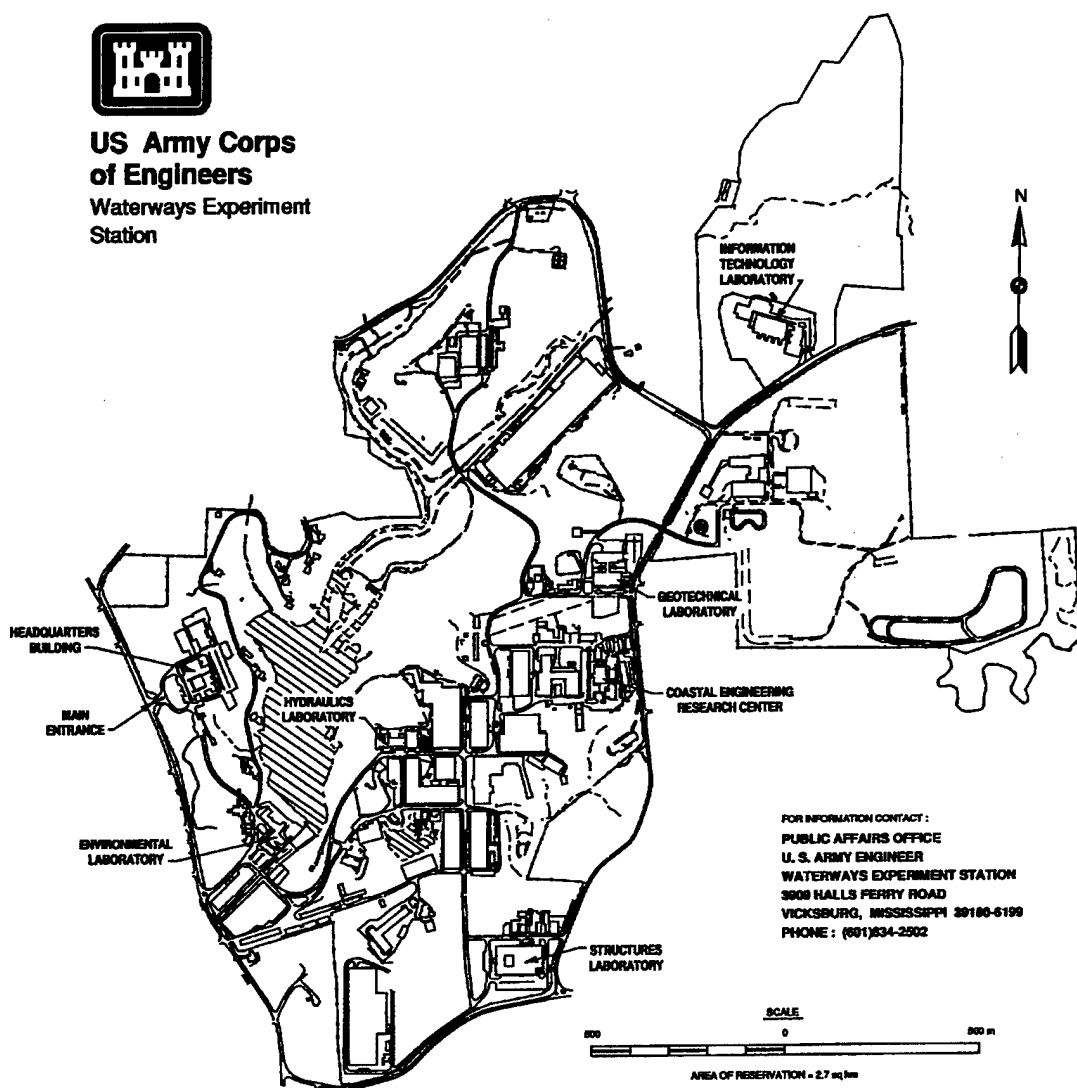 US Army Corps
of Engineers
Waterways Experiment
Station
N
INFORMATION
TECHNOLOGY
LABORATORY
GEOTECHNICAL
LABORATORY
HEADQUARTERS
BUILDING
MAIN
ENTRANCE
HYDRAULICS
LABORATORY
COASTAL ENGINEERING
RESEARCH CENTER
ENVIRONMENTAL
LABORATORY
STRUCTURES
LABORATORY
FOR INFORMATION CONTACT :
PUBLIC AFFAIRS OFFICE
U. S. ARMY ENGINEER
WATERWAYS EXPERIMENT STATION
3909 HALLS FERRY ROAD
VICKSBURG, MISSISSIPPI 39180-6199
PHONE : (601)634-2502
SCALE
500 0 500 m
AREA OF RESERVATION = 2.7 sq km